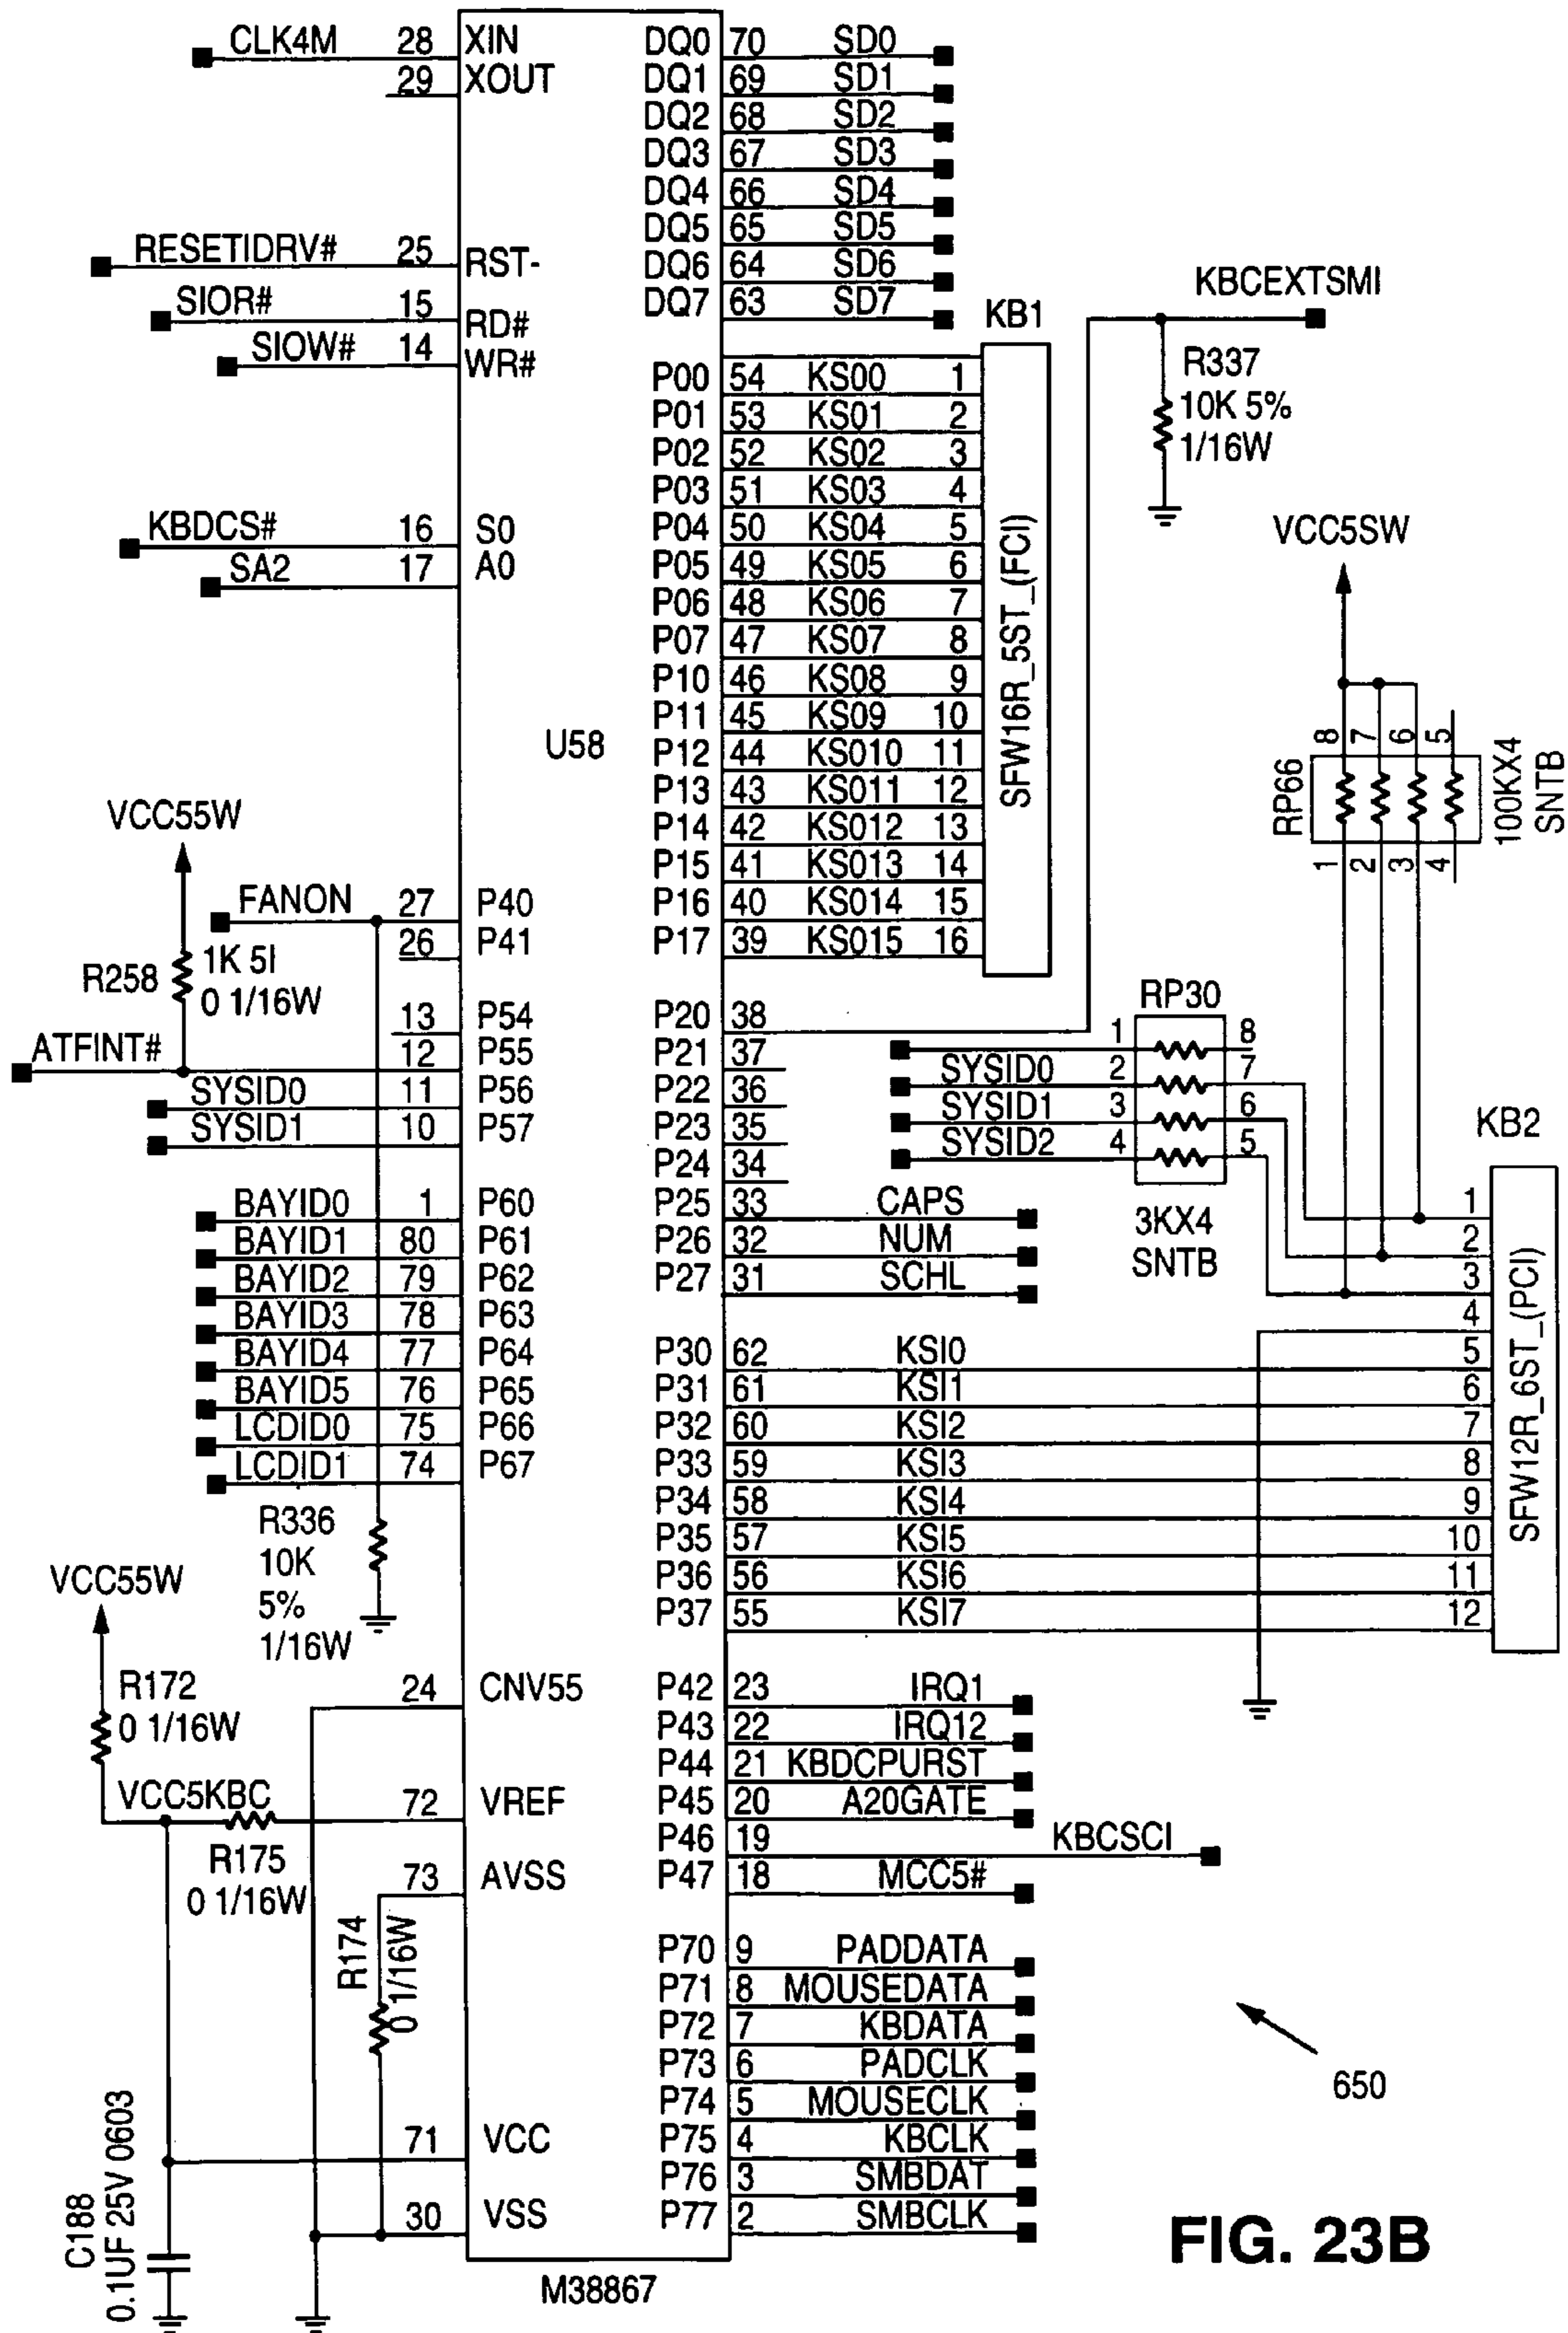 CLK4M 28 XIN
29 XOUT
RESETIDRV# 25 RST-
SIOR# 15 RD#
SIOW# 14 WR#
KBDCS# 16 S0
SA2 17 A0
U58
VCC55W
R258
1K 5I
0 1/16W
FANON 27 P40
26 P41
13 P54
ATFINT# 12 P55
SYSID0 11 P56
SYSID1 10 P57
BAYID0 1 P60
BAYID1 80 P61
BAYID2 79 P62
BAYID3 78 P63
BAYID4 77 P64
BAYID5 76 P65
LCDID0 75 P66
LCDID1 74 P67
R336
10K
5%
1/16W
VCC55W
R172
0 1/16W
24 CNV55
VCC5KBC 72 VREF
R175
0 1/16W
73 AVSS
R174
0 1/16W
71 VCC
30 VSS
C188
0.1UF 25V 0603
M38867
DQ0 70 SD0
DQ1 69 SD1
DQ2 68 SD2
DQ3 67 SD3
DQ4 66 SD4
DQ5 65 SD5
DQ6 64 SD6
DQ7 63 SD7
KB1
P00 54 KS00 1
P01 53 KS01 2
P02 52 KS02 3
P03 51 KS03 4
P04 50 KS04 5
P05 49 KS05 6
P06 48 KS06 7
P07 47 KS07 8
P10 46 KS08 9
P11 45 KS09 10
P12 44 KS010 11
P13 43 KS011 12
P14 42 KS012 13
P15 41 KS013 14
P16 40 KS014 15
P17 39 KS015 16
SFW16R_5ST_(FCI)
KBCEXTSMI
R337
10K 5%
1/16W
VCC5SW
8 7 6 5
RP66
100KX4
SNTB
1 2 3 4
P20 38
P21 37
P22 36
P23 35
P24 34
P25 33 CAPS
P26 32 NUM
P27 31 SCHL
RP30
1 8
SYSID0 2 7
SYSID1 3 6
SYSID2 4 5
3KX4
SNTB
KB2
1
2
3
4
P30 62 KSI0 5
P31 61 KSI1 6
P32 60 KSI2 7
P33 59 KSI3 8
P34 58 KSI4 9
P35 57 KSI5 10
P36 56 KSI6 11
P37 55 KSI7 12
SFW12R_6ST_(PCI)
P42 23 IRQ1
P43 22 IRQ12
P44 21 KBDCPURST
P45 20 A20GATE
P46 19 KBCSCI
P47 18 MCC5#
P70 9 PADDATA
P71 8 MOUSEDATA
P72 7 KBDATA
P73 6 PADCLK
P74 5 MOUSECLK
P75 4 KBCLK
P76 3 SMBDAT
P77 2 SMBCLK
650
FIG. 23B